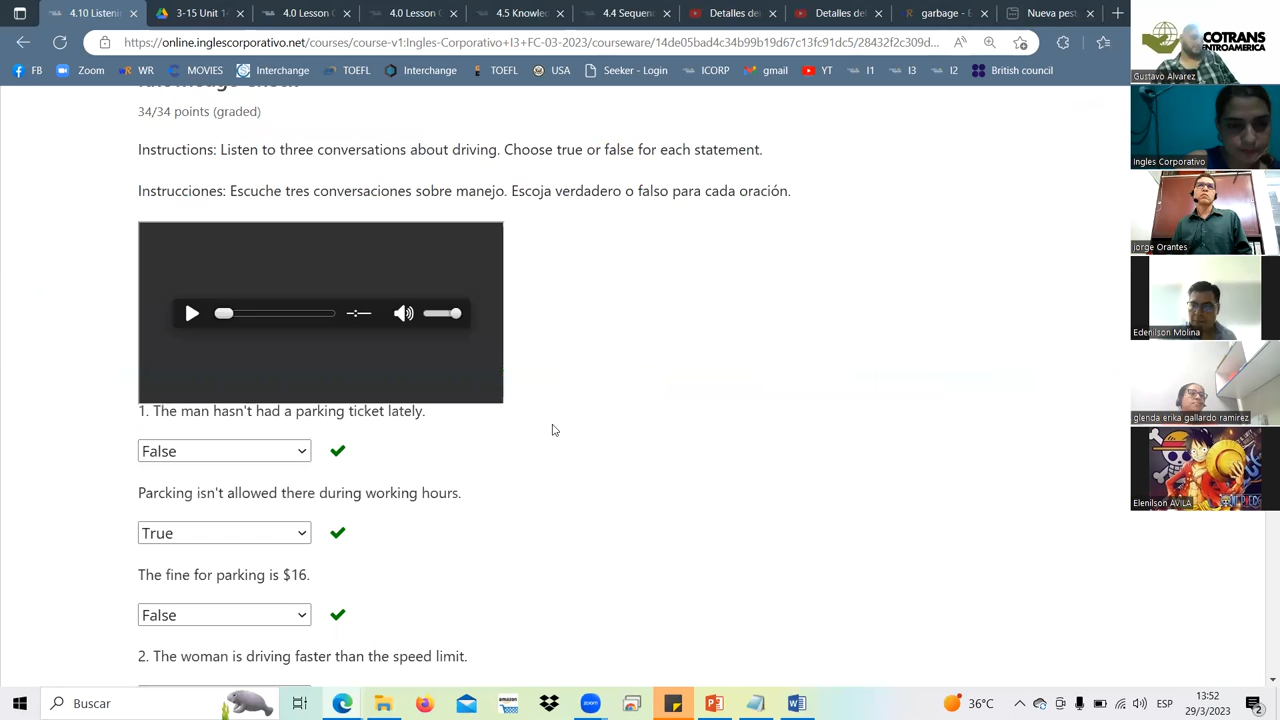 4.10 Listeni
3-15 Unit
4.0 Lesson C
4.0 Lesson G
4.5 Knowled
4.4 Sequenc
Detalles de
Detalles del
garbage - E
Nueva pest
https://online.inglescorporativo.net/courses/course-v1:Ingles-Corporativo+I3+FC-03-2023/courseware/14de05bad4c34b99b19d67c13fc91dc5/28432f2c309d...
FB
Zoom
WR
MOVIES
Interchange
TOEFL
Interchange
TOEFL
USA
Seeker - Login
ICORP
gmail
YT
I1
I3
I2
British council
34/34 points (graded)
Instructions: Listen to three conversations about driving. Choose true or false for each statement.
Instrucciones: Escuche tres conversaciones sobre manejo. Escoja verdadero o falso para cada oración.
-:-
1. The man hasn't had a parking ticket lately.
False
Parcking isn't allowed there during working hours.
True
The fine for parking is $16.
False
2. The woman is driving faster than the speed limit.
COTRANS
ENTROAMERICA
Gustavo Alvarez
Ingles Corporativo
Jorge Orantes
Edenilson Molina
glenda erika gallardo ramirez
Elenilson AVILA
Buscar
amazon
zoom
36°C
ESP
13:52
29/3/2023
2